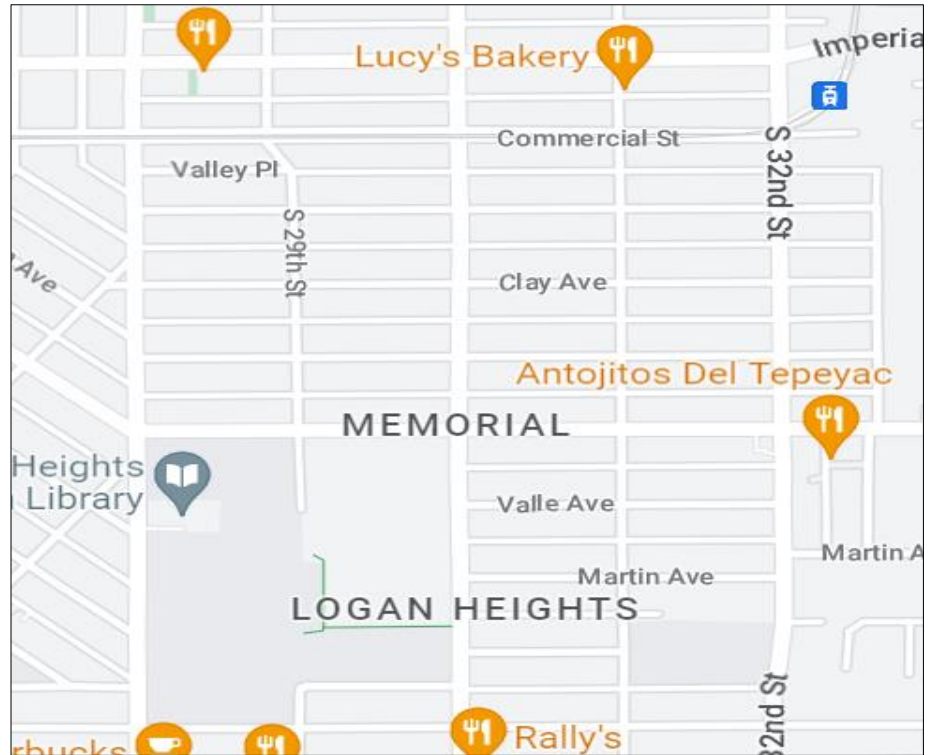 Imperia
Lucy's Bakery
Commercial St
Valley Pl
S 32nd St
S 29th St
Ave
Clay Ave
Antojitos Del Tepeyac
MEMORIAL
Heights
Library
Valle Ave
Martin A
Martin Ave
LOGAN HEIGHTS
32nd St
Rally's
rbucks